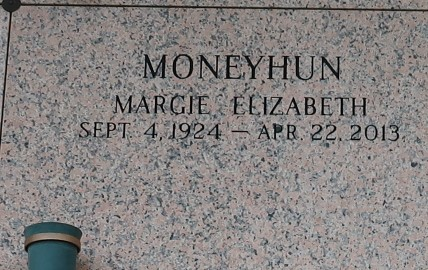 MONEYHUN
MARGIE ELIZABETH
SEPT 4, 1924 — APR 22, 2013